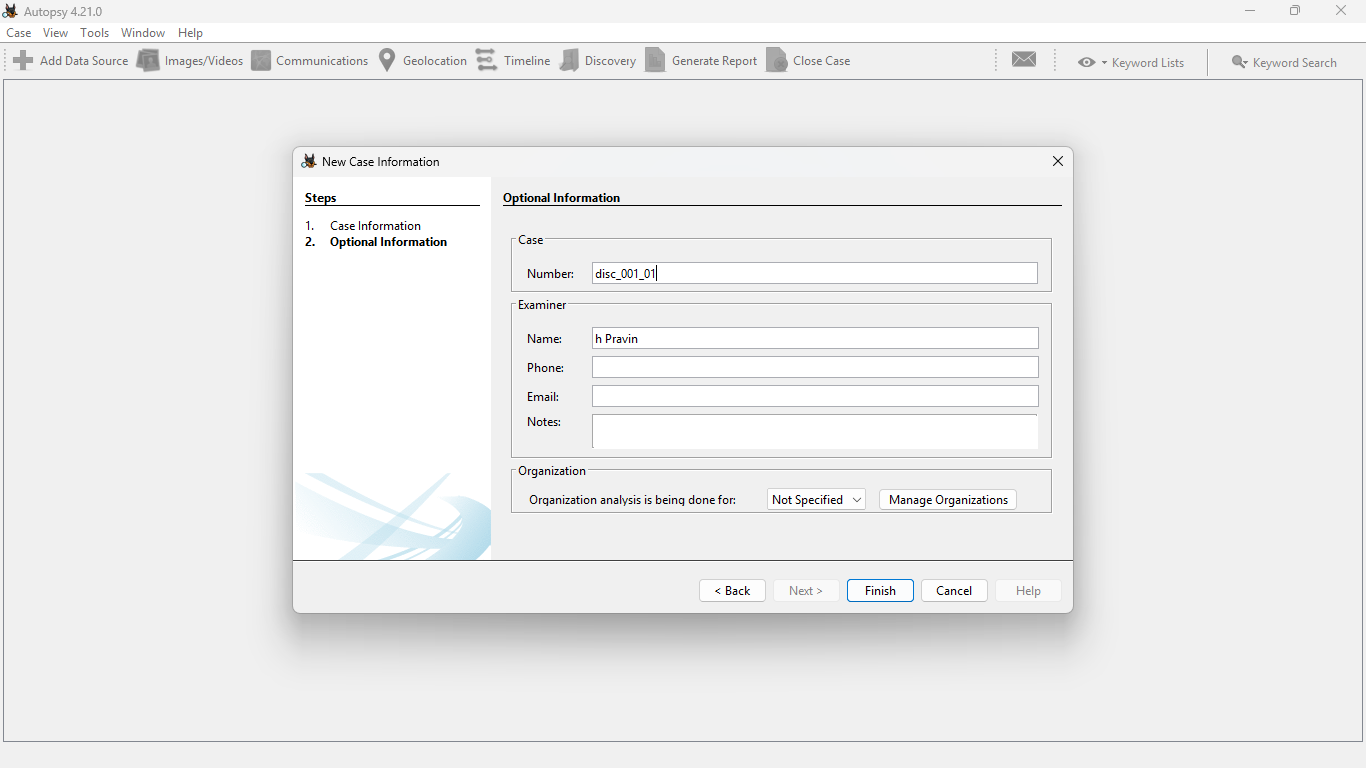 Autopsy 4.21.0
Case View Tools Window Help
Add Data Source Images/Videos Communications Geolocation Timeline Discovery Generate Report Close Case Keyword Lists Keyword Search
New Case Information
Steps
1. Case Information
2. Optional Information
Optional Information
Case
Number: disc_001_01
Examiner
Name: h Pravin
Phone:
Email:
Notes:
Organization
Organization analysis is being done for: Not Specified Manage Organizations
< Back Next > Finish Cancel Help